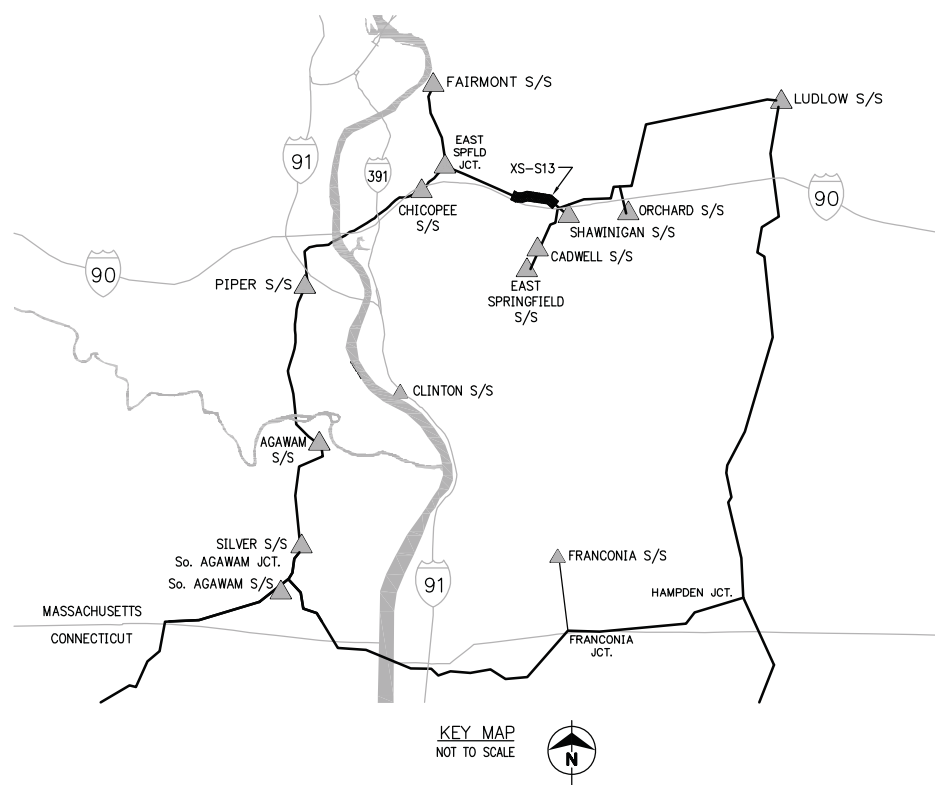 FAIRMONT S/S
LUDLOW S/S
EAST
SPFLD
JCT.
91
391
XS-S13
90
CHICOPEE
S/S
ORCHARD S/S
SHAWINIGAN S/S
CADWELL S/S
90
PIPER S/S
EAST
SPRINGFIELD
S/S
CLINTON S/S
AGAWAM
S/S
SILVER S/S
So. AGAWAM JCT.
So. AGAWAM S/S
FRANCONIA S/S
91
HAMPDEN JCT.
MASSACHUSETTS
CONNECTICUT
FRANCONIA
JCT.
KEY MAP
NOT TO SCALE
N